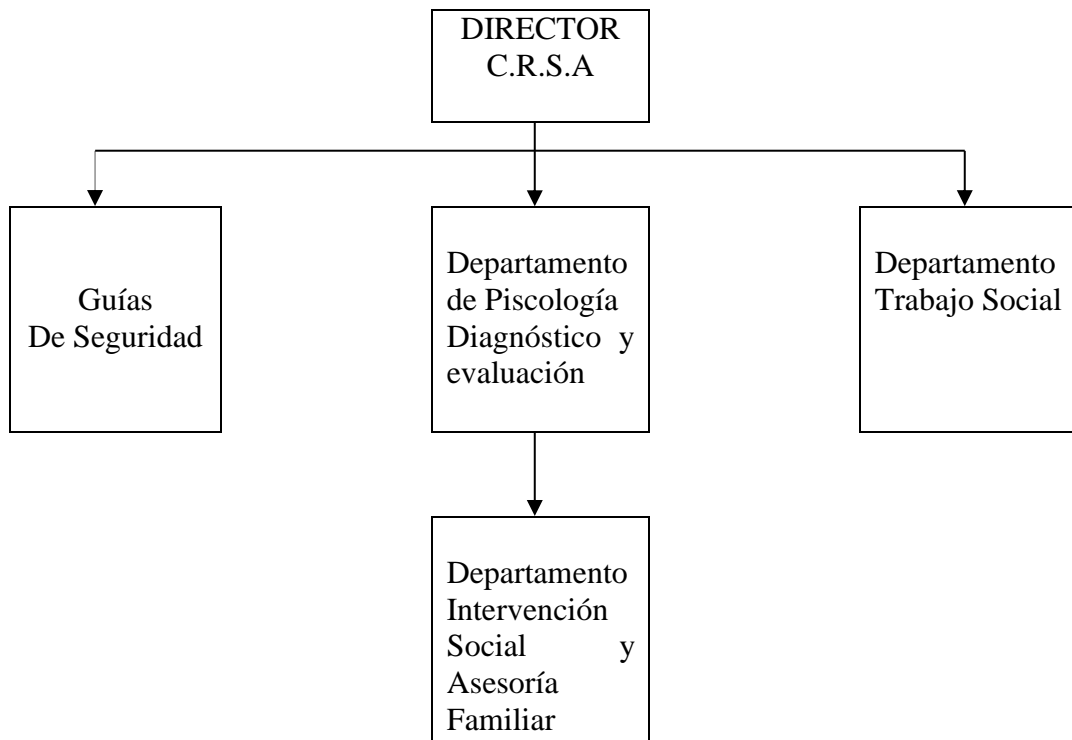 DIRECTOR
C.R.S.A
Guías
De Seguridad
Departamento
de Piscología
Diagnóstico y
evaluación
Departamento
Trabajo Social
Departamento
Intervención
Social y
Asesoría
Familiar